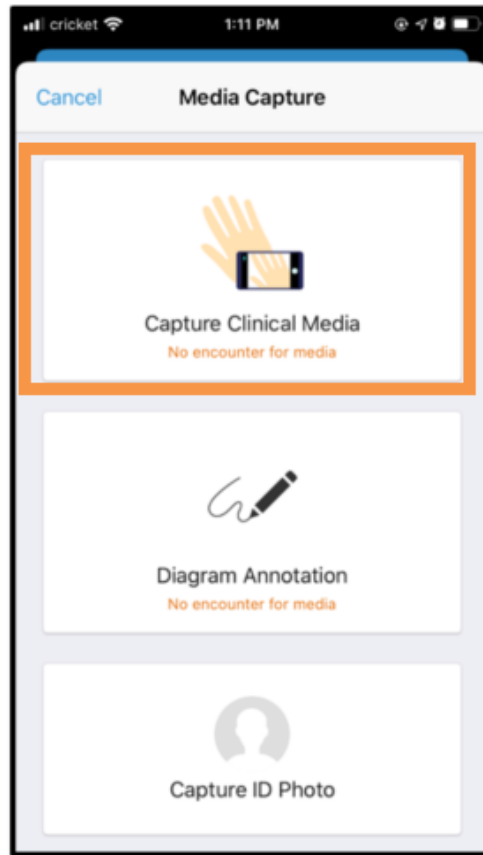 cricket 1:11 PM
Cancel Media Capture
Capture Clinical Media
No encounter for media
Diagram Annotation
No encounter for media
Capture ID Photo